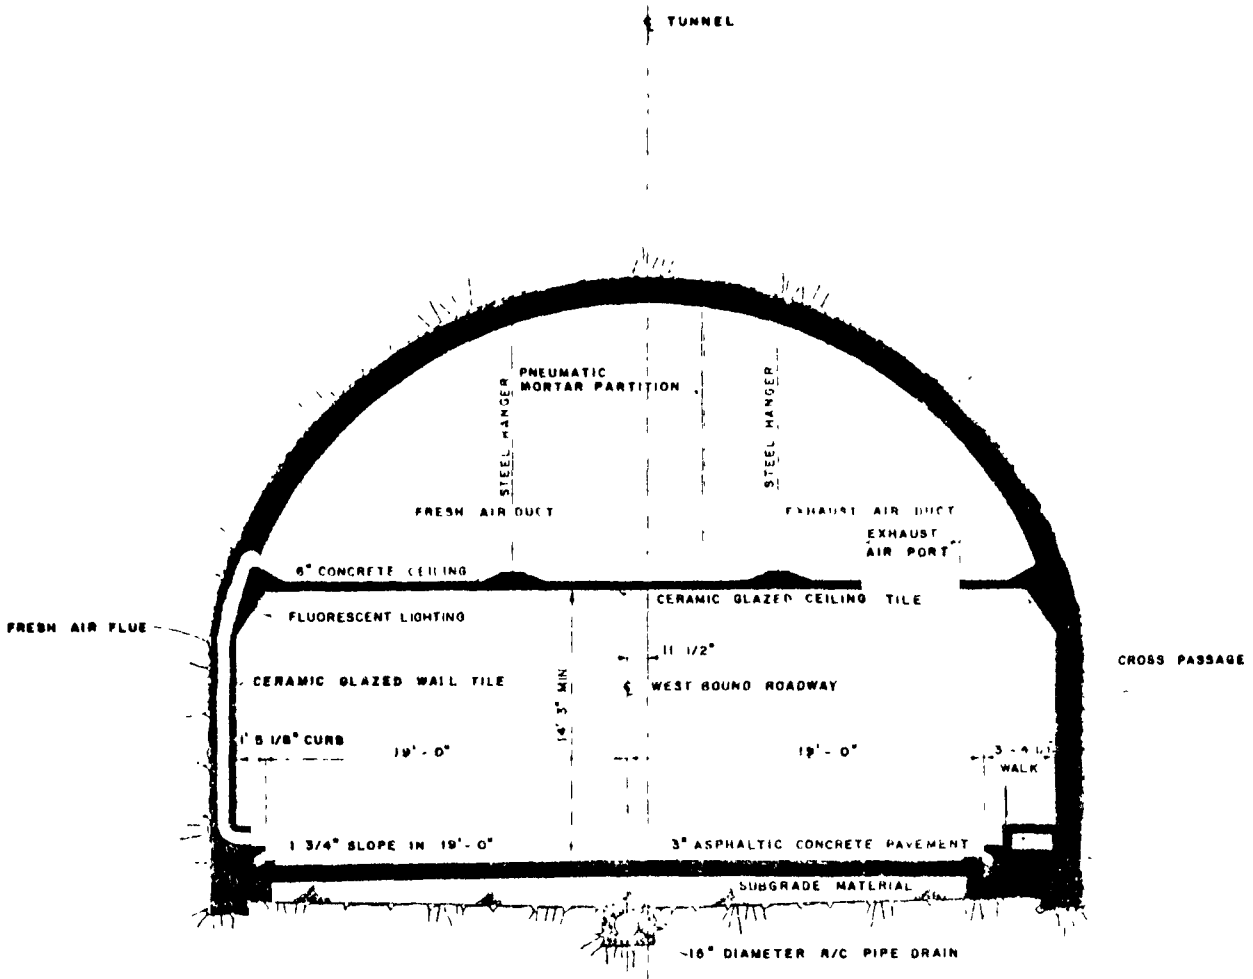 ℄ TUNNEL
PNEUMATIC
MORTAR PARTITION
STEEL HANGER
STEEL HANGER
FRESH AIR DUCT
EXHAUST AIR DUCT
EXHAUST
AIR PORT
6" CONCRETE CEILING
CERAMIC GLAZED CEILING TILE
FLUORESCENT LIGHTING
FRESH AIR FLUE
11 1/2"
CROSS PASSAGE
CERAMIC GLAZED WALL TILE
℄ WEST BOUND ROADWAY
14' 3" MIN
1' 5 1/8" CURB
19'-0"
19'-0"
WALK
1 3/4" SLOPE IN 19'-0"
3" ASPHALTIC CONCRETE PAVEMENT
SUBGRADE MATERIAL
DIAMETER R/C PIPE DRAIN